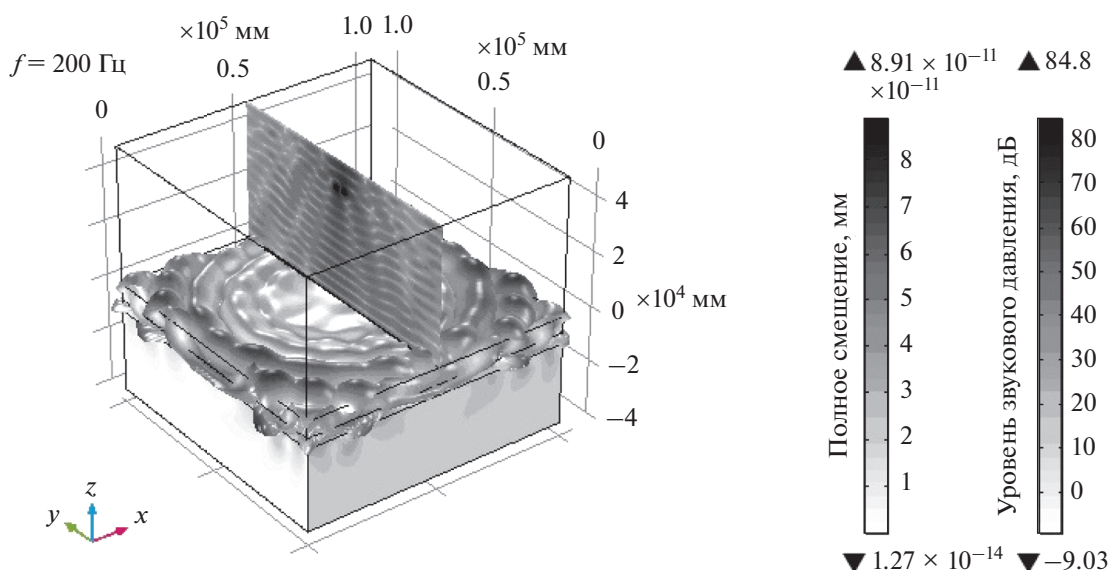 f = 200 Гц
×10⁵ мм
×10⁵ мм
0
0.5
1.0
1.0
0.5
0
4
2
0
−2
−4
×10⁴ мм
z
y
x
▲ 8.91 × 10⁻¹¹
×10⁻¹¹
Полное смещение, мм
8
7
6
5
4
3
2
1
▼ 1.27 × 10⁻¹⁴
▲ 84.8
Уровень звукового давления, дБ
80
70
60
50
40
30
20
10
0
▼ −9.03